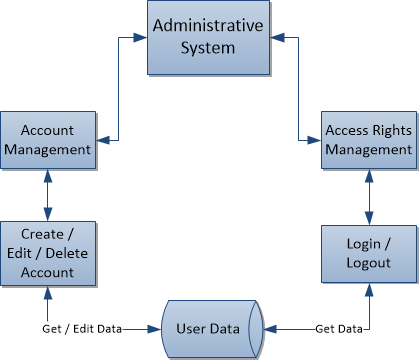 Administrative
System
Account
Management
Access Rights
Management
Create /
Edit / Delete
Account
Login /
Logout
Get / Edit Data
User Data
Get Data